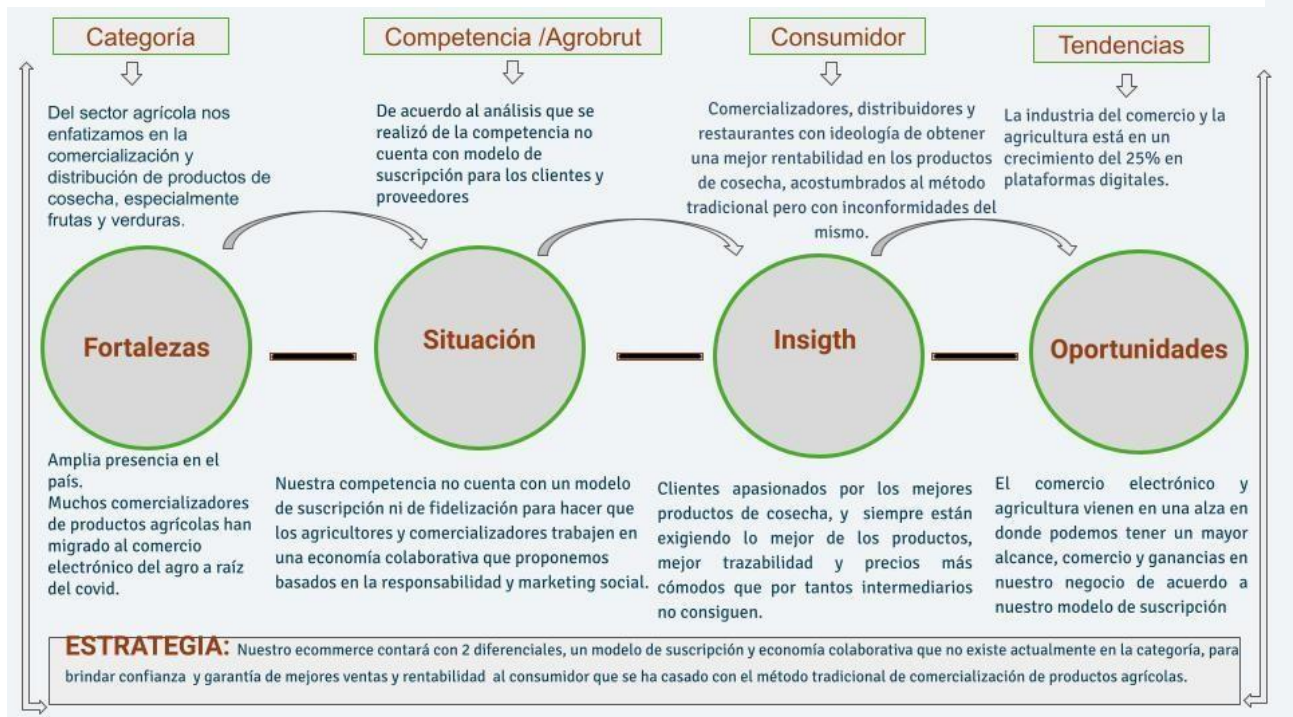 Categoría
Del sector agrícola nos
enfatizamos en la
comercialización y
distribución de productos de
cosecha, especialmente
frutas y verduras.
Competencia /Agrobrut
De acuerdo al análisis que se
realizó de la competencia no
cuenta con modelo de
suscripción para los clientes y
proveedores
Consumidor
Comercializadores, distribuidores y
restaurantes con ideología de obtener
una mejor rentabilidad en los productos
de cosecha, acostumbrados al método
tradicional pero con inconformidades del
mismo.
Tendencias
La industria del comercio y la
agricultura está en un
crecimiento del 25% en
plataformas digitales.
Fortalezas
Situación
Insigth
Oportunidades
Amplia presencia en el
país.
Muchos comercializadores
de productos agrícolas han
migrado al comercio
electrónico del agro a raíz
del covid.
Nuestra competencia no cuenta con un modelo
de suscripción ni de fidelización para hacer que
los agricultores y comercializadores trabajen en
una economía colaborativa que proponemos
basados en la responsabilidad y marketing social.
Clientes apasionados por los mejores
productos de cosecha, y siempre están
exigiendo lo mejor de los productos,
mejor trazabilidad y precios más
cómodos que por tantos intermediarios
no consiguen.
El comercio electrónico y
agricultura vienen en una alza en
donde podemos tener un mayor
alcance, comercio y ganancias en
nuestro negocio de acuerdo a
nuestro modelo de suscripción
ESTRATEGIA: Nuestro ecommerce contará con 2 diferenciales, un modelo de suscripción y economía colaborativa que no existe actualmente en la categoría, para
brindar confianza y garantía de mejores ventas y rentabilidad al consumidor que se ha casado con el método tradicional de comercialización de productos agrícolas.